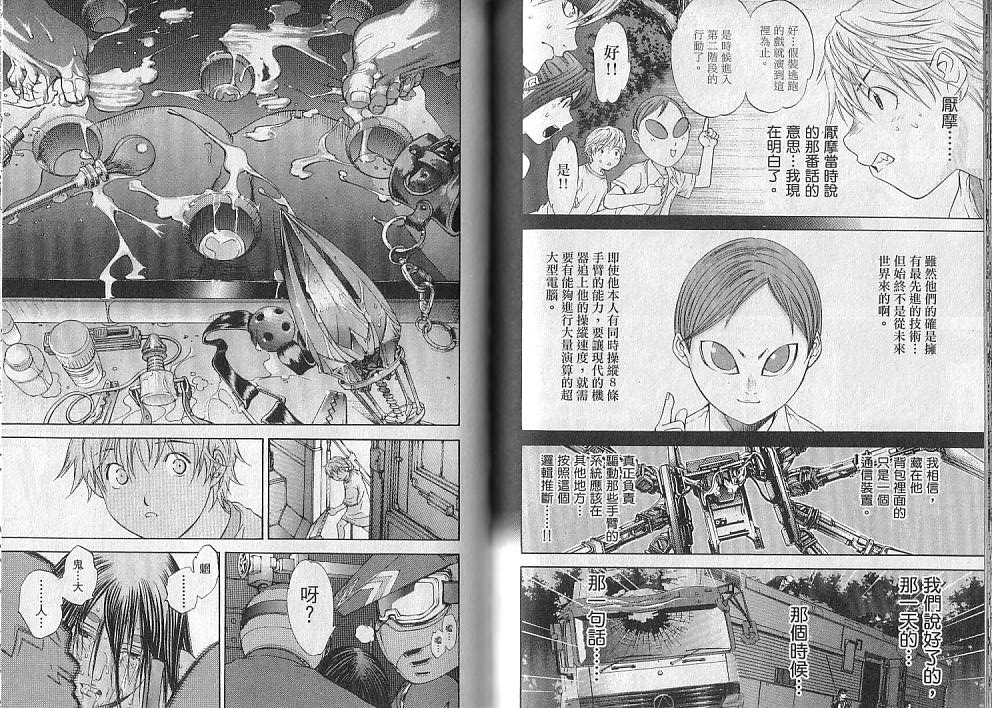 厭摩……
好…假裝逃跑
的戲就演到這
裡為止。
是時候進入
第二階段的
行動了。
好!!
是!!
厭摩當時說
的那番話的
意思…我現
在明白了。
雖然他們的確是擁
有最先進的技術…
但始終不是從未來
世界來的啊。
即使他本人有同時操縱8條
手臂的能力，要讓現代的機
器追上他的操縱速度，就需
要有能夠進行大量演算的超
大型電腦。
我相信，
藏在他
背包裡面的
只是一個
通信裝置。
真正負責
驅動那些手臂的
系統應該在
其他地方…
按照這個
邏輯推斷……!!
我們說好了的，
那一天的…
那個時候…
那一句話……
呀?
鬼…大
……人